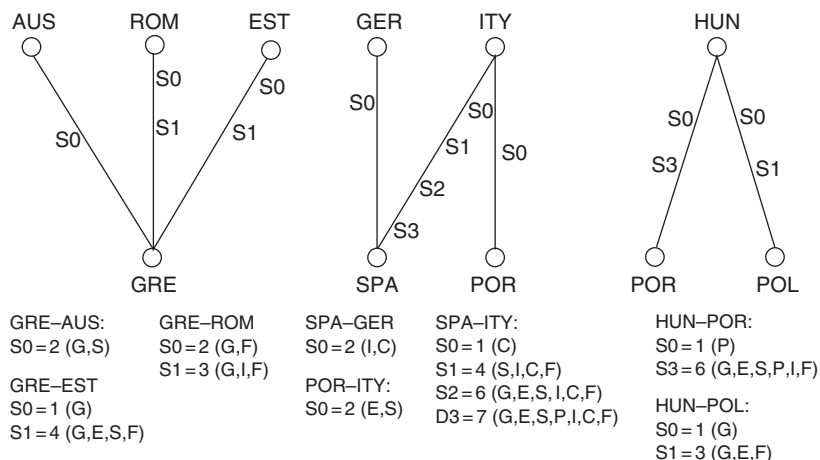 AUS ROM EST GER ITY HUN
S0 S0 S0 S0 S0 S0 S0 S0
S1 S1 S1 S3 S1
S2
S3
GRE SPA POR POR POL
GRE–AUS:
S0=2 (G,S)
GRE–EST
S0=1 (G)
S1=4 (G,E,S,F)
GRE–ROM
S0=2 (G,F)
S1=3 (G,I,F)
SPA–GER
S0=2 (I,C)
POR–ITY:
S0=2 (E,S)
SPA–ITY:
S0=1 (C)
S1=4 (S,I,C,F)
S2=6 (G,E,S,I,C,F)
D3=7 (G,E,S,P,I,C,F)
HUN–POR:
S0=1 (P)
S3=6 (G,E,S,P,I,F)
HUN–POL:
S0=1 (G)
S1=3 (G,E,F)